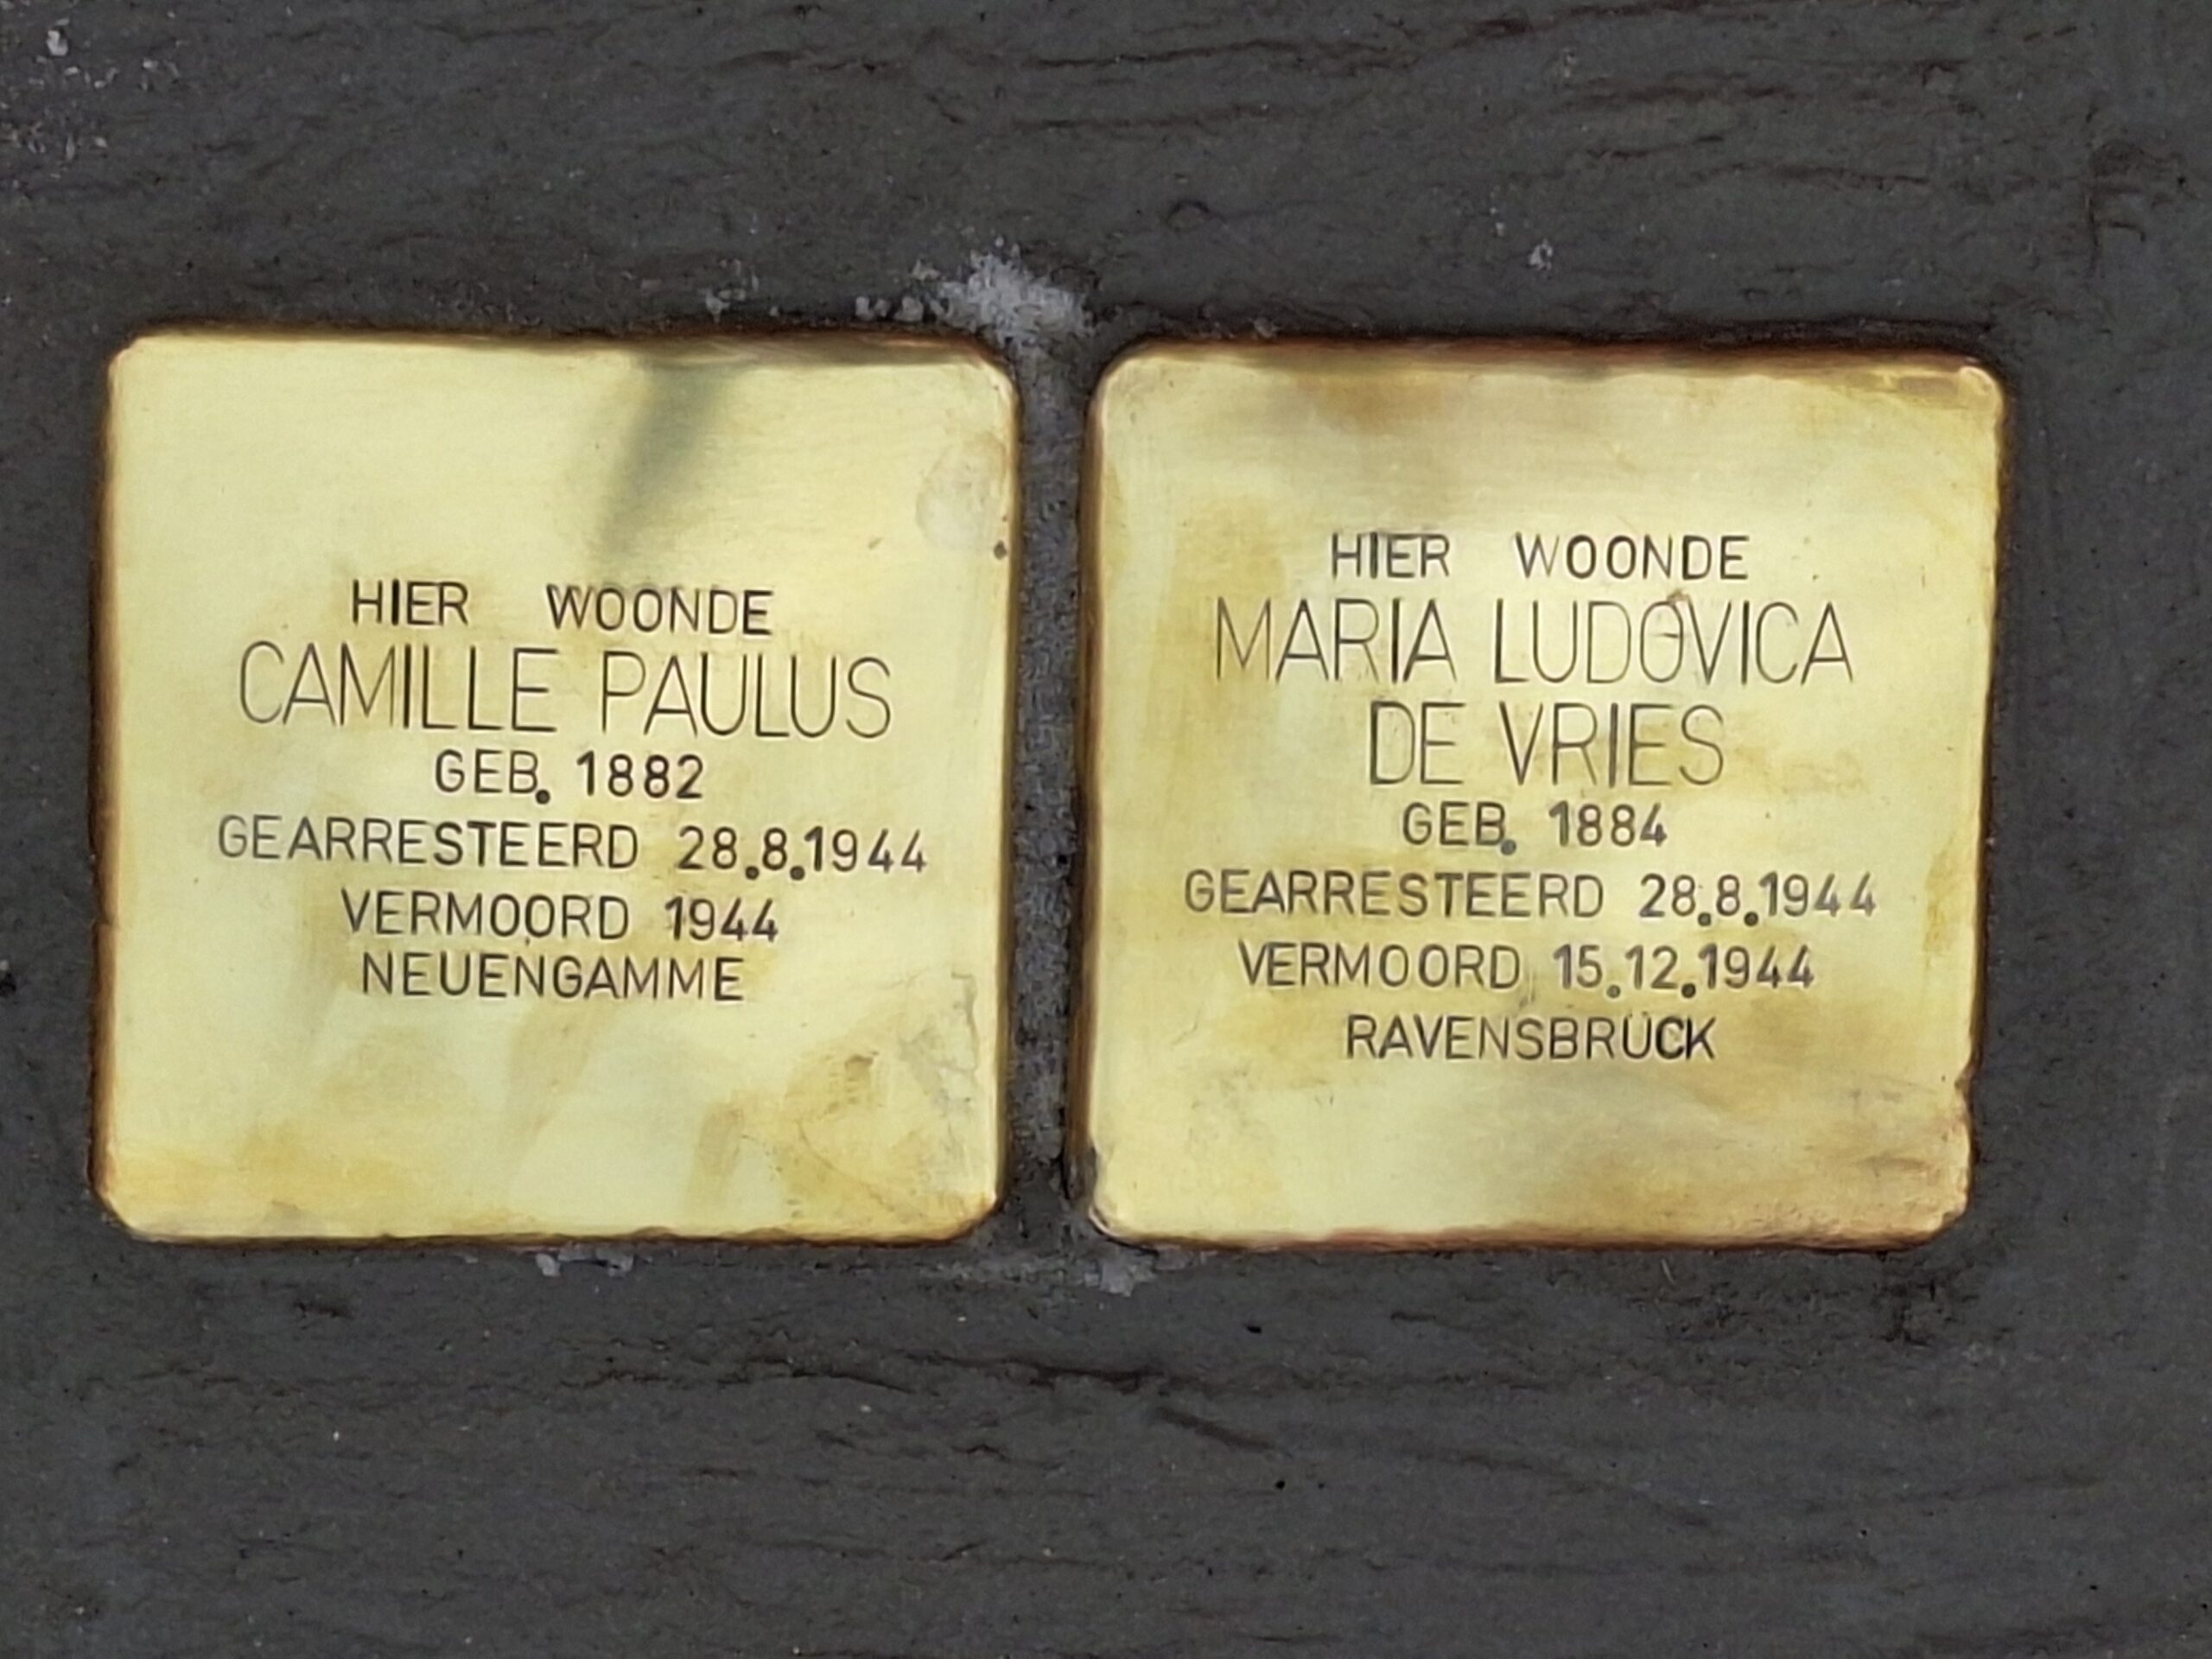 HIER WOONDE
CAMILLE PAULUS
GEB. 1882
GEARRESTEERD 28.8.1944
VERMOORD 1944
NEUENGAMME
HIER WOONDE
MARIA LUDOVICA
DE VRIES
GEB. 1884
GEARRESTEERD 28.8.1944
VERMOORD 15.12.1944
RAVENSBRÜCK